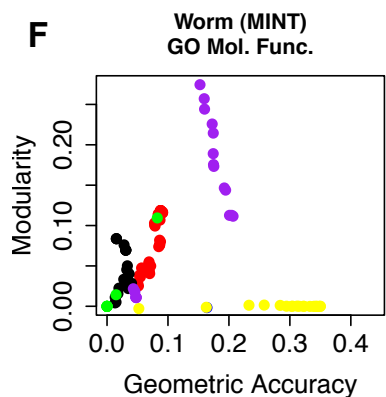 F
Worm (MINT)
GO Mol. Func.
Modularity
0.20
0.10
0.00
0.0 0.1 0.2 0.3 0.4
Geometric Accuracy